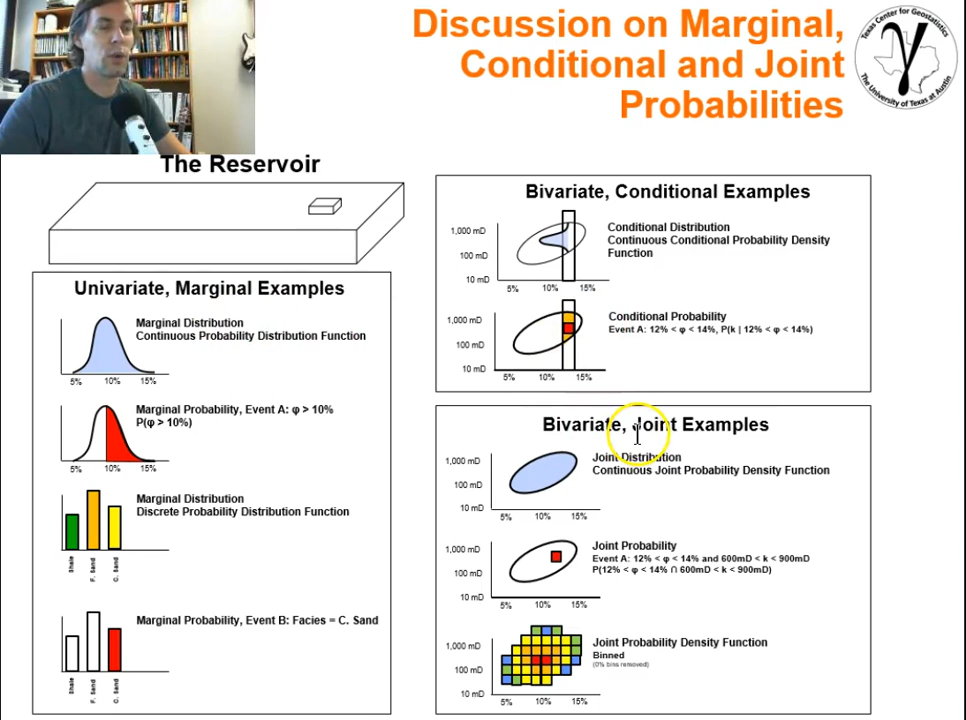 Discussion on Marginal,
Conditional and Joint
Probabilities
Texas Center for Geostatistics
The University of Texas at Austin
γ
The Reservoir
Univariate, Marginal Examples
Marginal Distribution
Continuous Probability Distribution Function
5% 10% 15%
Marginal Probability, Event A: φ > 10%
P(φ > 10%)
5% 10% 15%
Marginal Distribution
Discrete Probability Distribution Function
Shale
F. Sand
C. Sand
Marginal Probability, Event B: Facies = C. Sand
Shale
F. Sand
C. Sand
Bivariate, Conditional Examples
1,000 mD
100 mD
10 mD
5% 10% 15%
Conditional Distribution
Continuous Conditional Probability Density
Function
1,000 mD
100 mD
10 mD
5% 10% 15%
Conditional Probability
Event A: 12% < φ < 14%, P(k | 12% < φ < 14%)
Bivariate, Joint Examples
1,000 mD
100 mD
10 mD
5% 10% 15%
Joint Distribution
Continuous Joint Probability Density Function
1,000 mD
100 mD
10 mD
5% 10% 15%
Joint Probability
Event A: 12% < φ < 14% and 600mD < k < 900mD
P(12% < φ < 14% ∩ 600mD < k < 900mD)
1,000 mD
100 mD
10 mD
5% 10% 15%
Joint Probability Density Function
Binned
(0% bins removed)